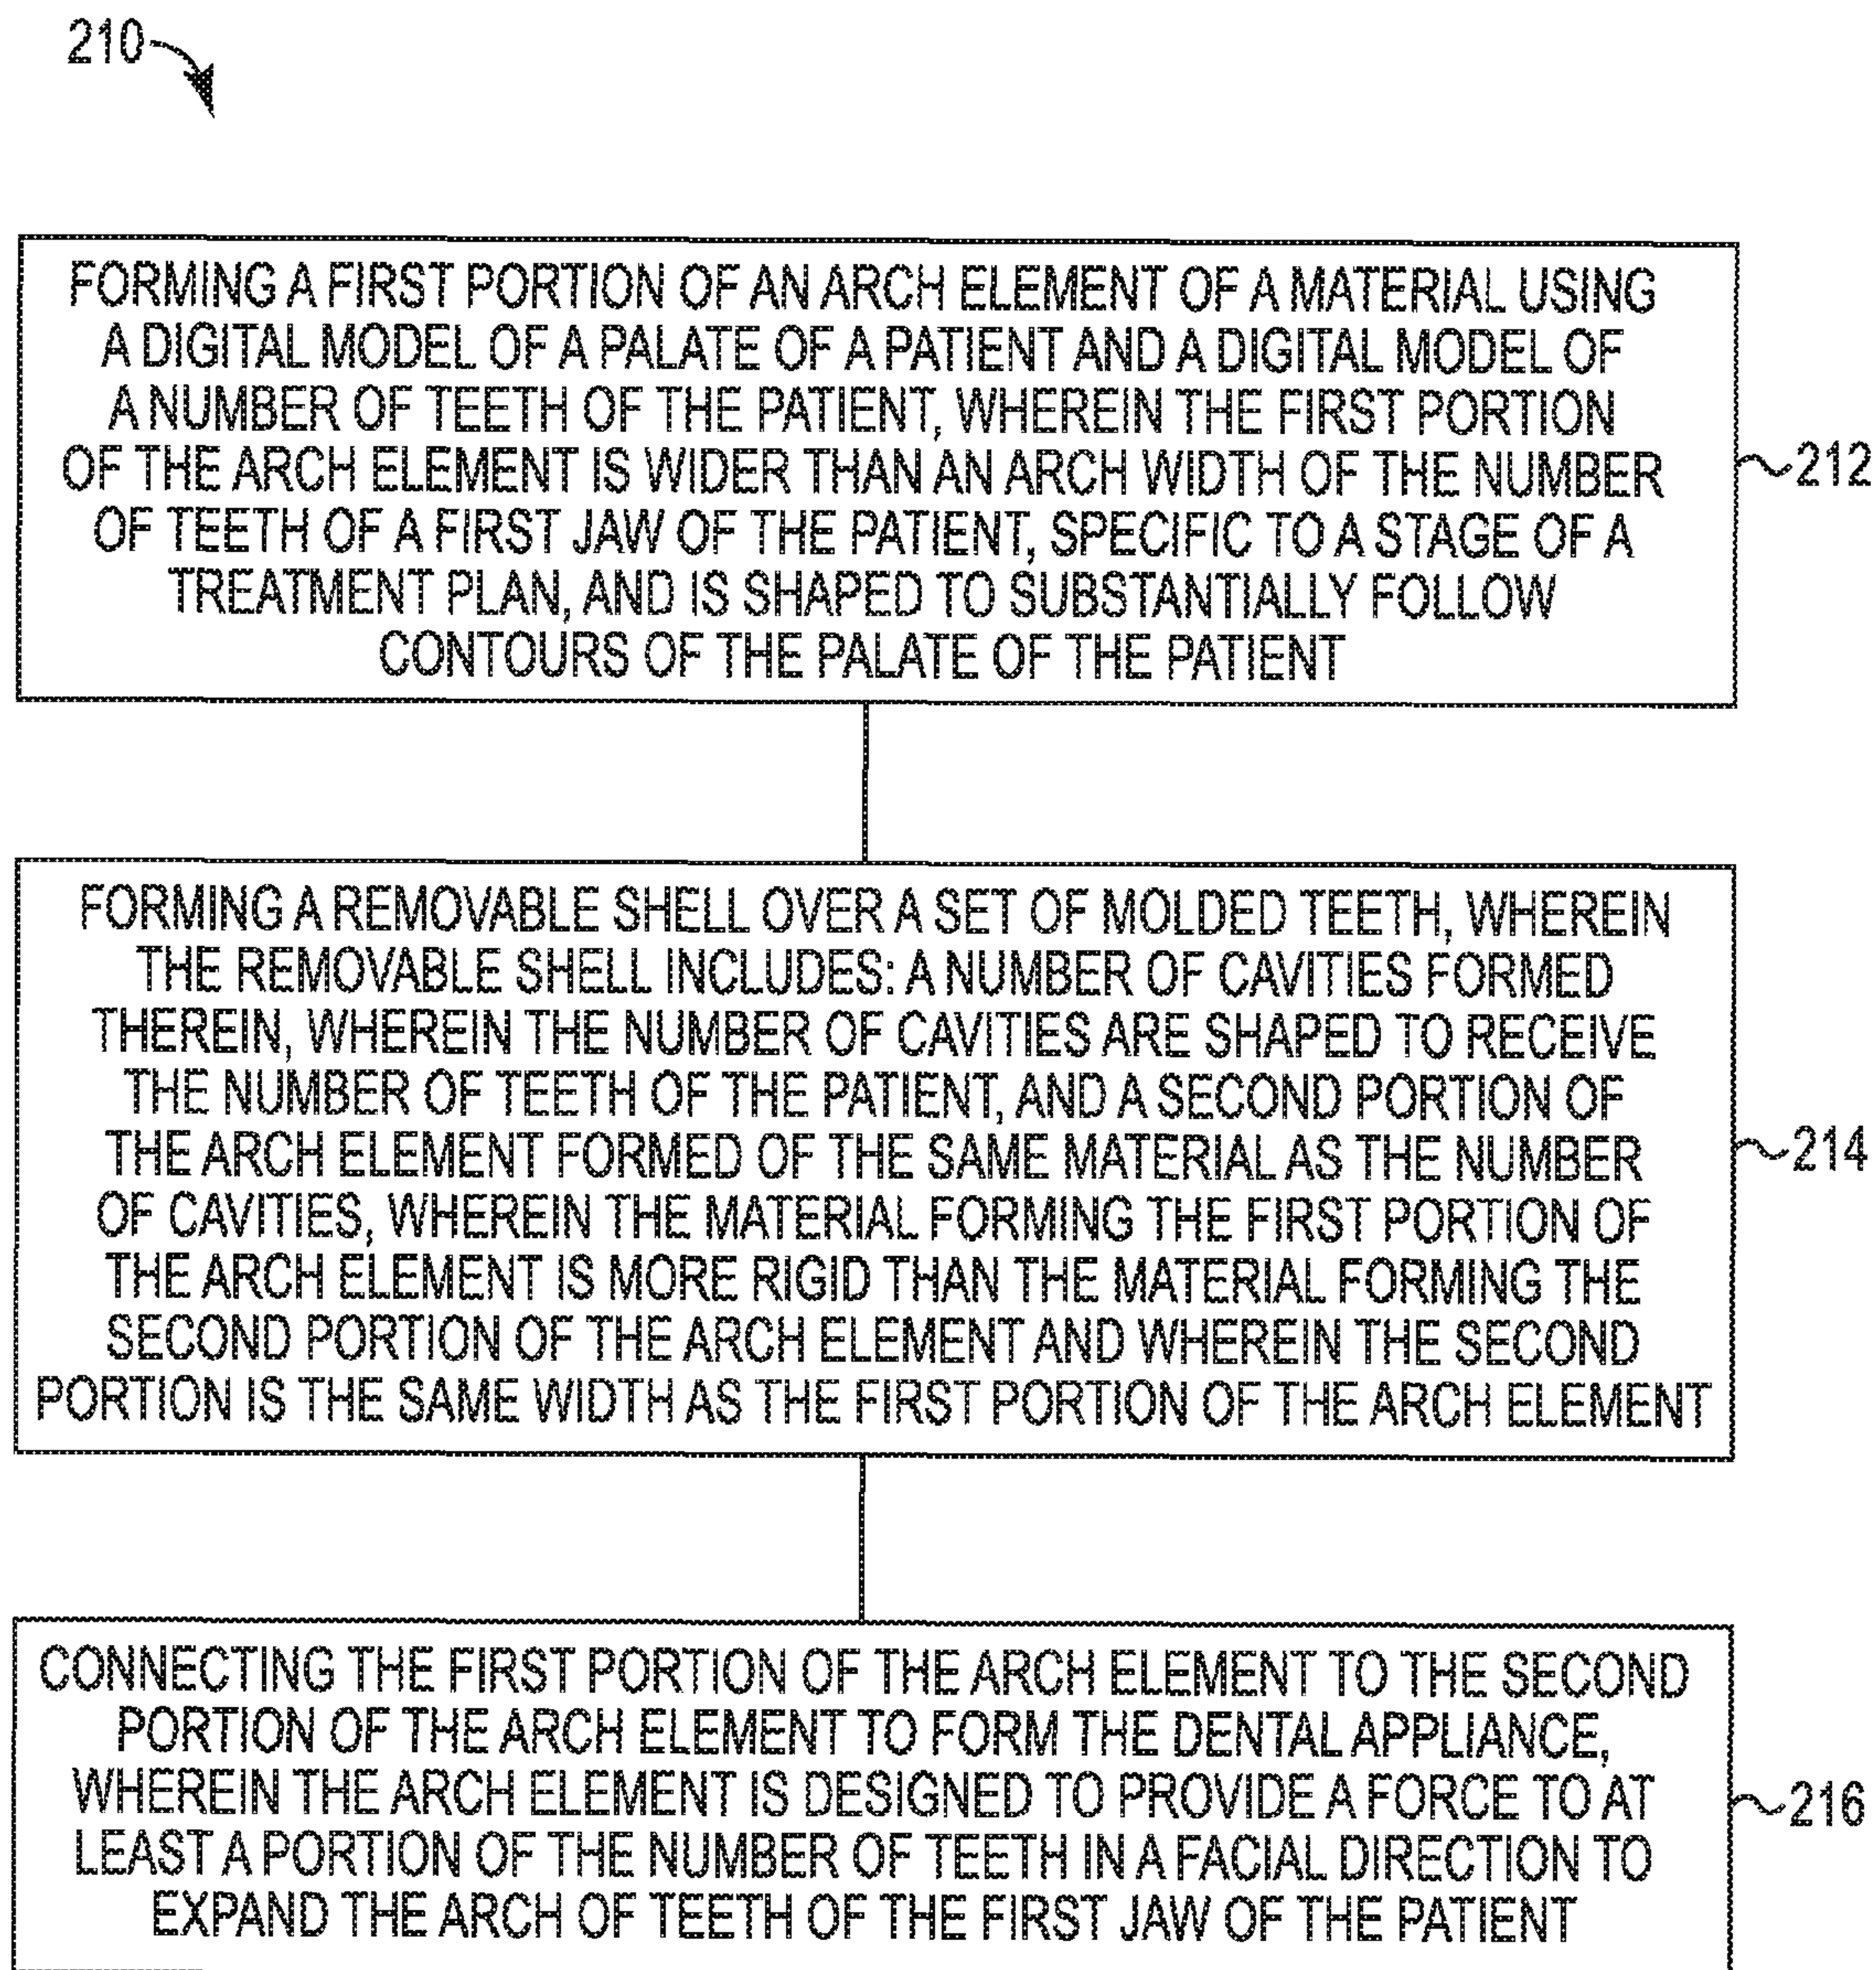 210
FORMING A FIRST PORTION OF AN ARCH ELEMENT OF A MATERIAL USING
A DIGITAL MODEL OF A PALATE OF A PATIENT AND A DIGITAL MODEL OF
A NUMBER OF TEETH OF THE PATIENT, WHEREIN THE FIRST PORTION
OF THE ARCH ELEMENT IS WIDER THAN AN ARCH WIDTH OF THE NUMBER
OF TEETH OF A FIRST JAW OF THE PATIENT, SPECIFIC TO A STAGE OF A
TREATMENT PLAN, AND IS SHAPED TO SUBSTANTIALLY FOLLOW
CONTOURS OF THE PALATE OF THE PATIENT
212
FORMING A REMOVABLE SHELL OVER A SET OF MOLDED TEETH, WHEREIN
THE REMOVABLE SHELL INCLUDES: A NUMBER OF CAVITIES FORMED
THEREIN, WHEREIN THE NUMBER OF CAVITIES ARE SHAPED TO RECEIVE
THE NUMBER OF TEETH OF THE PATIENT, AND A SECOND PORTION OF
THE ARCH ELEMENT FORMED OF THE SAME MATERIAL AS THE NUMBER
OF CAVITIES, WHEREIN THE MATERIAL FORMING THE FIRST PORTION OF
THE ARCH ELEMENT IS MORE RIGID THAN THE MATERIAL FORMING THE
SECOND PORTION OF THE ARCH ELEMENT AND WHEREIN THE SECOND
PORTION IS THE SAME WIDTH AS THE FIRST PORTION OF THE ARCH ELEMENT
214
CONNECTING THE FIRST PORTION OF THE ARCH ELEMENT TO THE SECOND
PORTION OF THE ARCH ELEMENT TO FORM THE DENTAL APPLIANCE,
WHEREIN THE ARCH ELEMENT IS DESIGNED TO PROVIDE A FORCE TO AT
LEAST A PORTION OF THE NUMBER OF TEETH IN A FACIAL DIRECTION TO
EXPAND THE ARCH OF TEETH OF THE FIRST JAW OF THE PATIENT
216